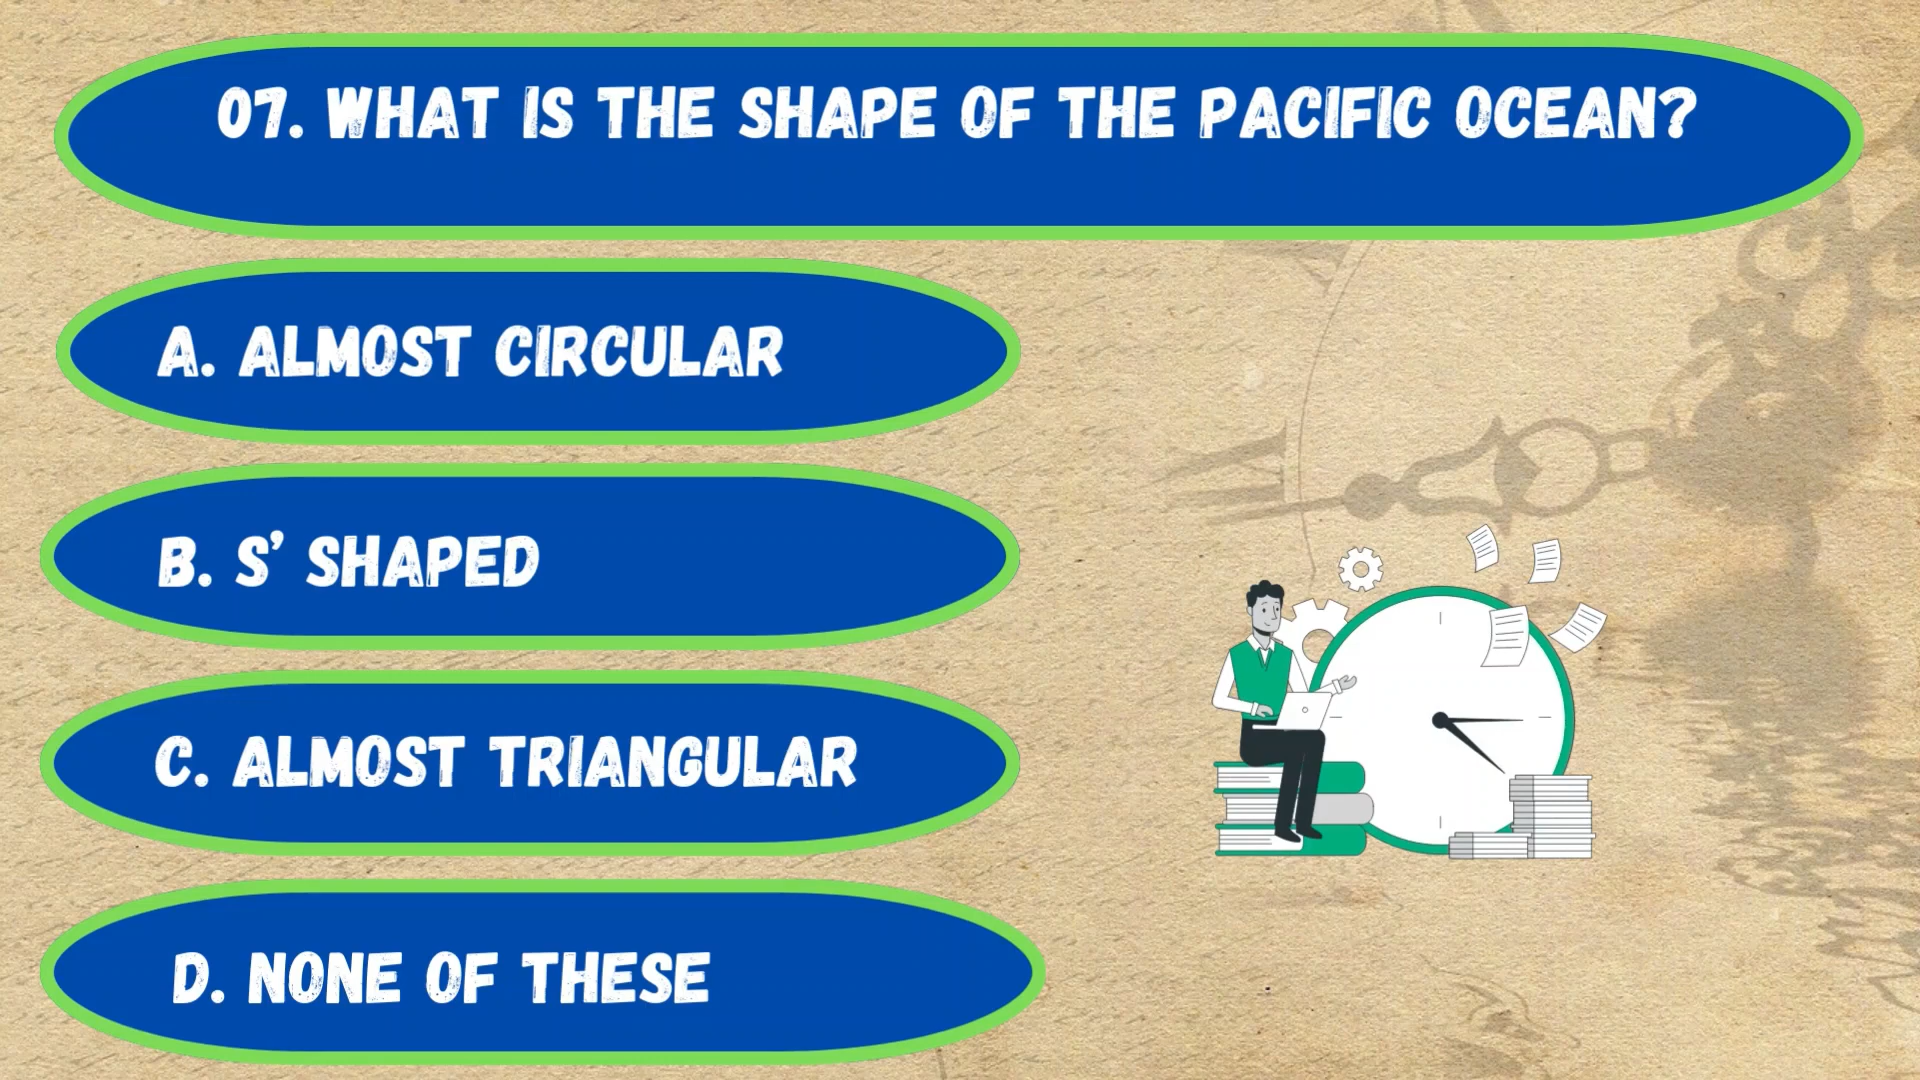 07. WHAT IS THE SHAPE OF THE PACIFIC OCEAN?
A. ALMOST CIRCULAR
B. S’ SHAPED
C. ALMOST TRIANGULAR
D. NONE OF THESE